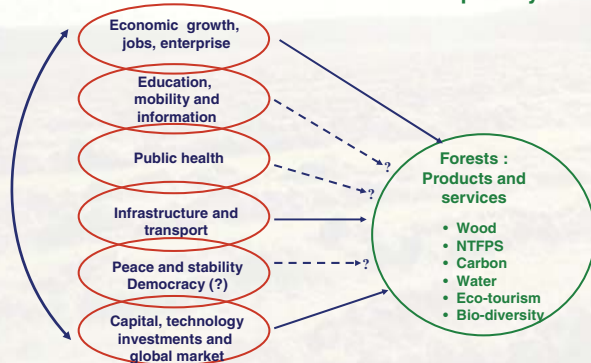 Economic growth,
jobs, enterprise
Education,
mobility and
information
Public health
Infrastructure and
transport
Peace and stability
Democracy (?)
Capital, technology
investments and
global market
?
?
?
Forests :
Products and
services
• Wood
• NTFPS
• Carbon
• Water
• Eco-tourism
• Bio-diversity